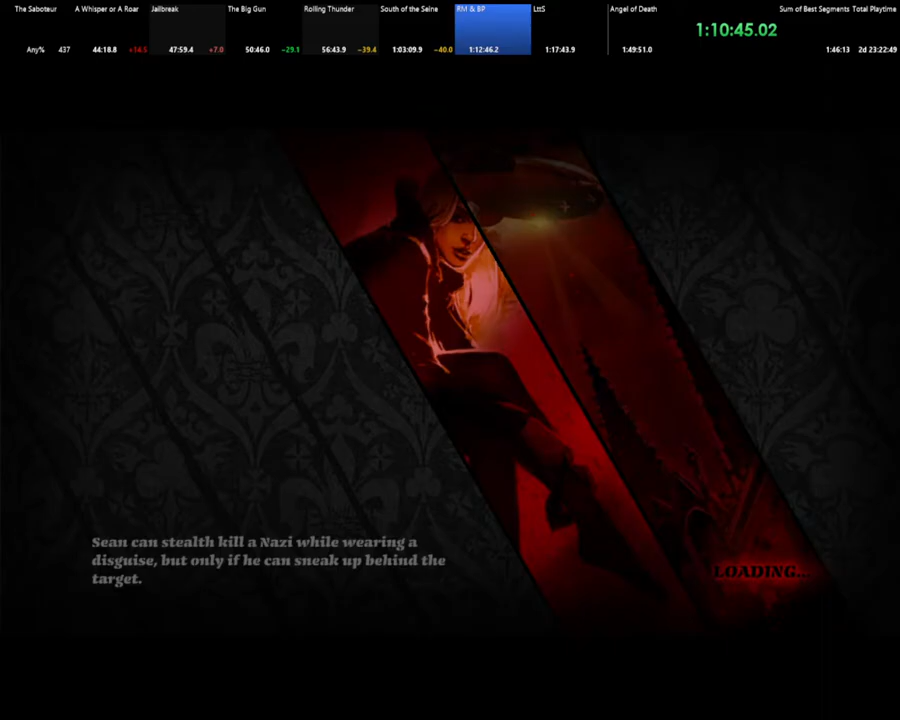 The Saboteur A Whisper or A Roar Jailbreak The Big Gun Rolling Thunder South of the Seine RM & BP LttS Angel of Death Sum of Best Segments Total Playtime
1:10:45.02
Any% 437 44:18.8 +14.5 47:59.4 +7.0 50:46.0 −29.1 56:43.9 −39.4 1:03:09.9 −40.0 1:12:46.2 1:17:43.9 1:49:51.0 1:46:13 2d 23:22:49
Sean can stealth kill a Nazi while wearing a
disguise, but only if he can sneak up behind the
target.
LOADING...